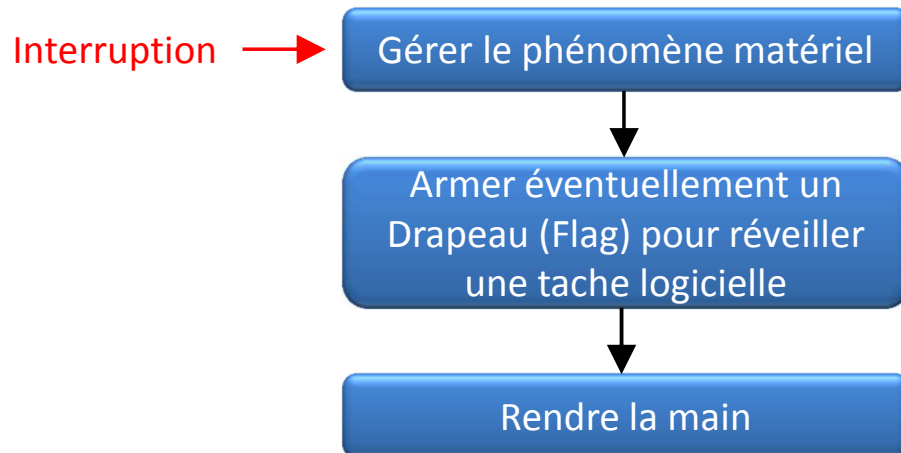 Interruption
Gérer le phénomène matériel
Armer éventuellement un
Drapeau (Flag) pour réveiller
une tache logicielle
Rendre la main